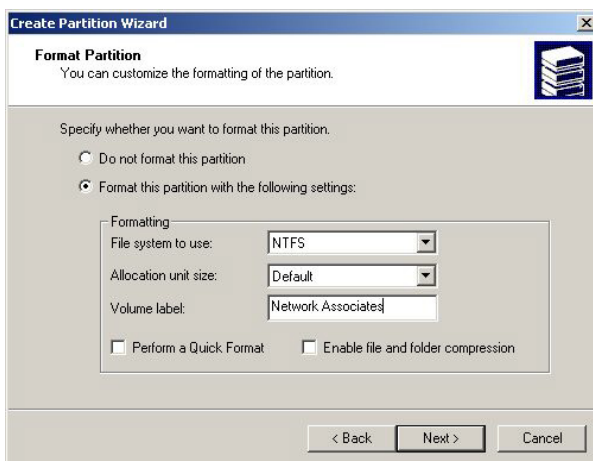 Create Partition Wizard
Format Partition
You can customize the formatting of the partition.
Specify whether you want to format this partition.
Do not format this partition
Format this partition with the following settings:
Formatting
File system to use: NTFS
Allocation unit size: Default
Volume label: Network Associates
Perform a Quick Format Enable file and folder compression
< Back Next > Cancel